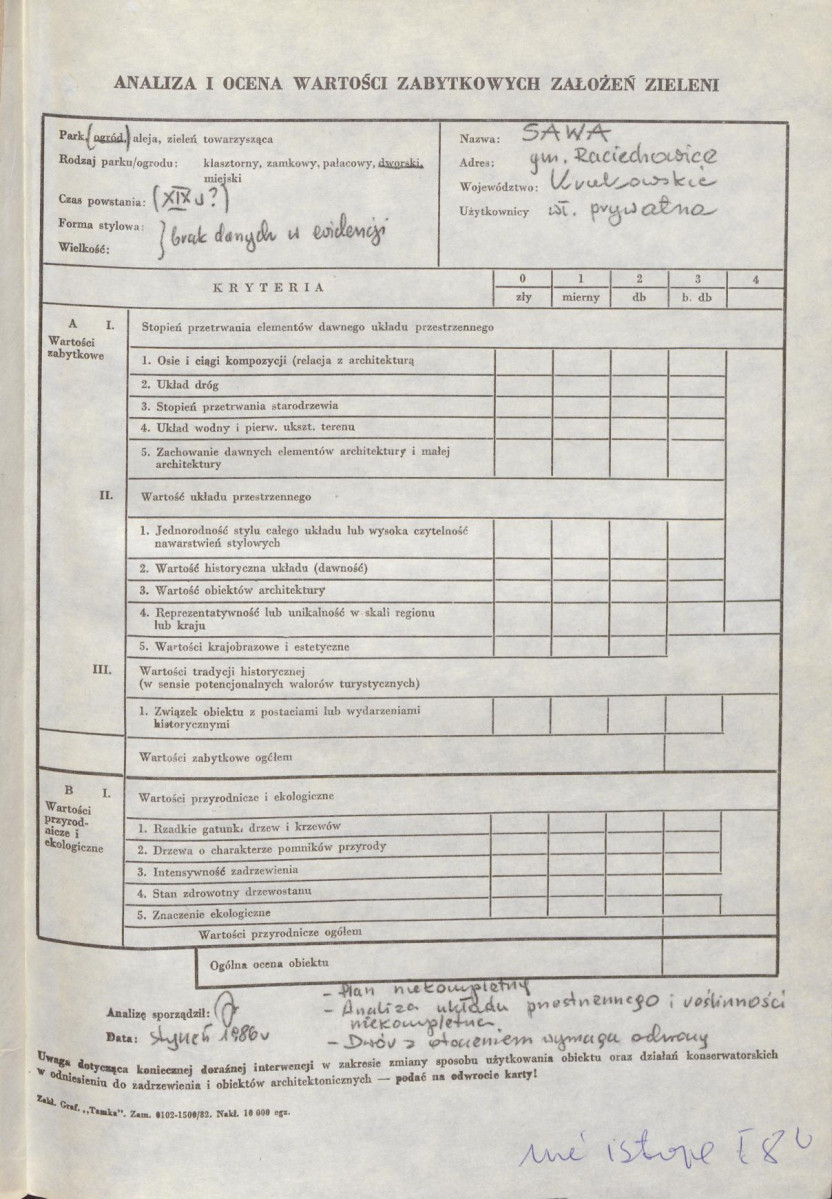 ANALIZA I OCENA WARTOŚCI ZABYTKOWYCH ZAŁOŻEŃ ZIELENI
Park, (ogród,) aleja, zieleń towarzysząca
Rodzaj parku/ogrodu: klasztorny, zamkowy, pałacowy, dworski,
miejski
Czas powstania: (XIX w?)
Forma stylowa:
Wielkość:
} brak danych w ewidencji
Nazwa: SAWA
Adres: gm. Raciechowice
Województwo: Krakowskie
Użytkownicy wł. prywatna
KRYTERIA
0 1 2 3 4
zły mierny db b. db
A I. Stopień przetrwania elementów dawnego układu przestrzennego
Wartości
zabytkowe
1. Osie i ciągi kompozycji (relacja z architekturą
2. Układ dróg
3. Stopień przetrwania starodrzewia
4. Układ wodny i pierw. ukszt. terenu
5. Zachowanie dawnych elementów architektury i małej
architektury
II. Wartość układu przestrzennego
1. Jednorodność stylu całego układu lub wysoka czytelność
nawarstwień stylowych
2. Wartość historyczna układu (dawność)
3. Wartość obiektów architektury
4. Reprezentatywność lub unikalność w skali regionu
lub kraju
5. Wartości krajobrazowe i estetyczne
III. Wartości tradycji historycznej
(w sensie potencjonalnych walorów turystycznych)
1. Związek obiektu z postaciami lub wydarzeniami
historycznymi
Wartości zabytkowe ogółem
B I. Wartości przyrodnicze i ekologiczne
Wartości
przyrod-
nicze i
ekologiczne
1. Rzadkie gatunki drzew i krzewów
2. Drzewa o charakterze pomników przyrody
3. Intensywność zadrzewienia
4. Stan zdrowotny drzewostanu
5. Znaczenie ekologiczne
Wartości przyrodnicze ogółem
Ogólna ocena obiektu
- Plan niekompletny
Analizę sporządził:
- Analiza układu przestrzennego i roślinności
niekompletna.
Data: styczeń 1986
- Dwór z otoczeniem wymaga odnowy
Uwaga dotycząca koniecznej doraźnej interwencji w zakresie zmiany sposobu użytkowania obiektu oraz działań konserwatorskich
w odniesieniu do zadrzewienia i obiektów architektonicznych — podać na odwrocie karty!
Zakł. Graf. „Tamka". Zam. 0102-1500/82. Nakł. 10 000 egz.